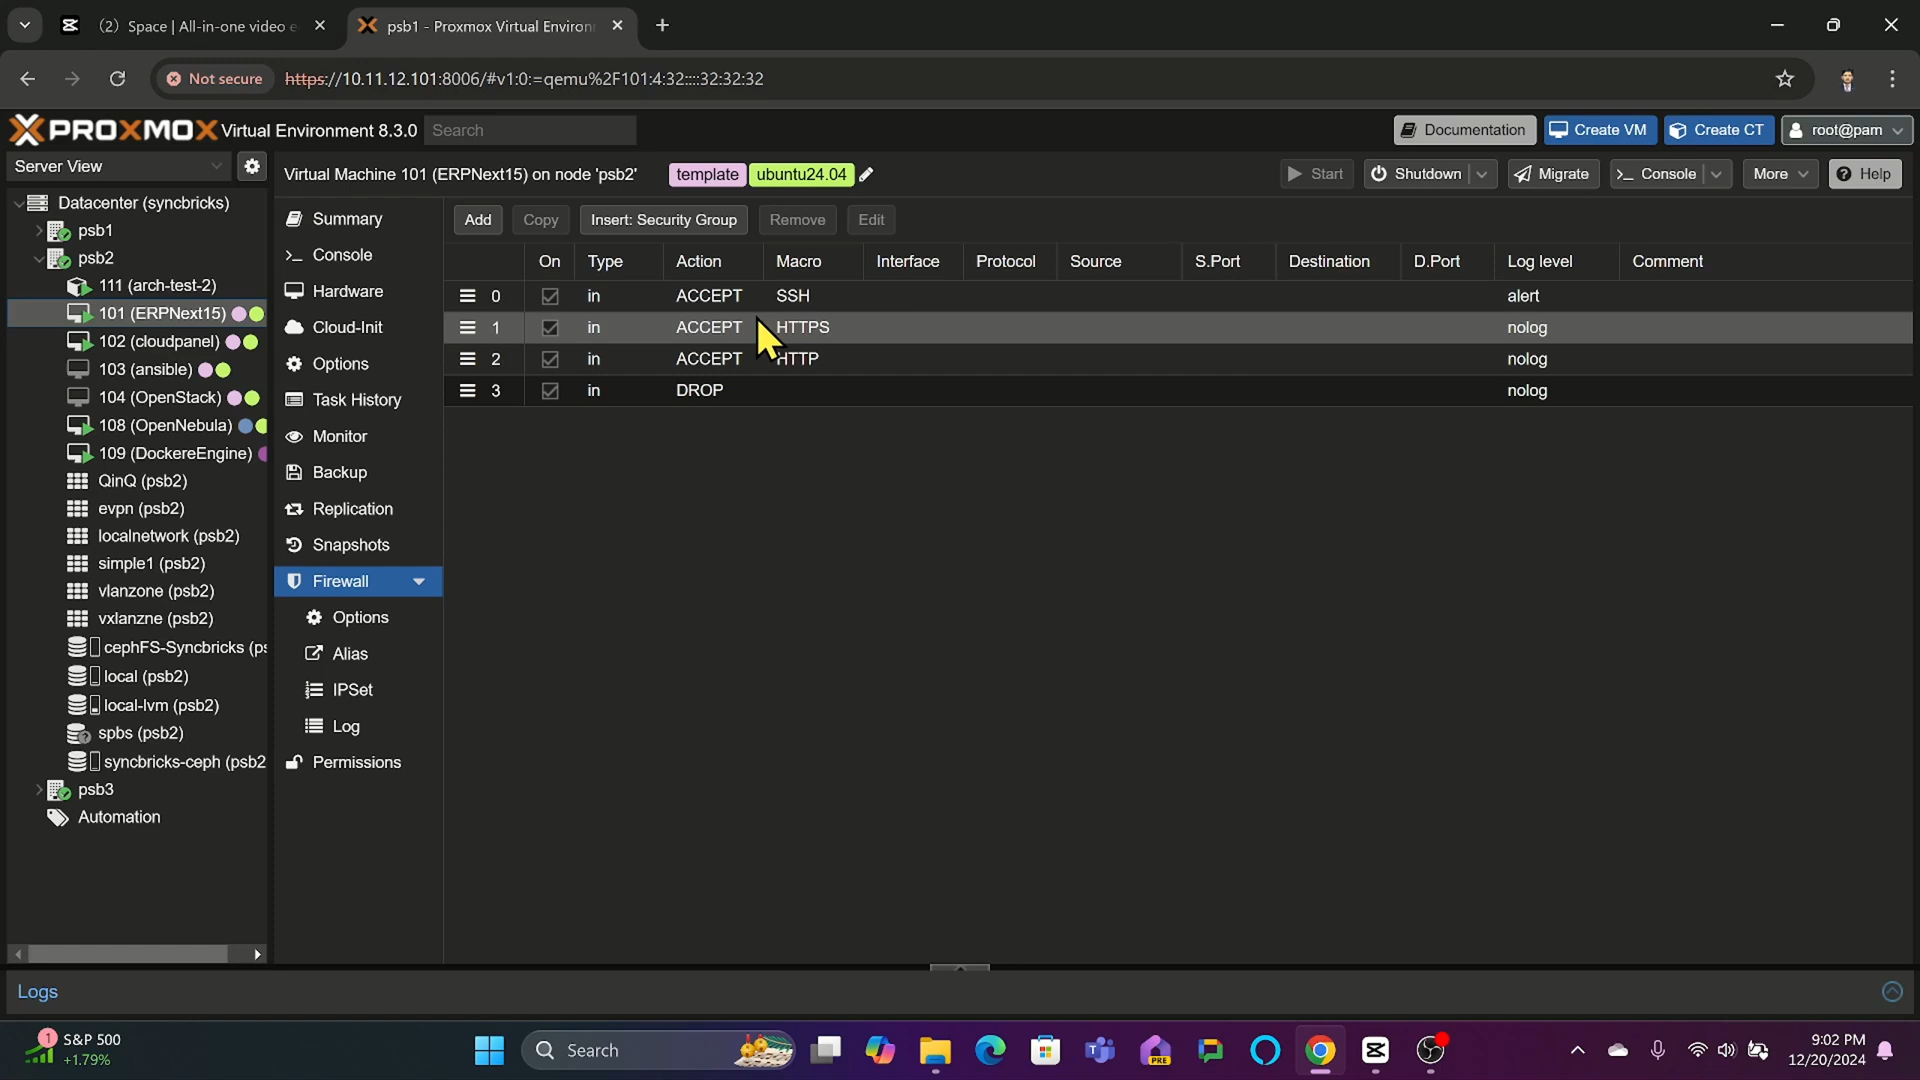 (2) Space | All-in-one video e
psb1 - Proxmox Virtual Environ
Not secure
https://10.11.12.101:8006/#v1:0:=qemu%2F101:4:32::::32:32:32
PROXMOX Virtual Environment 8.3.0
Search
Documentation
Create VM
Create CT
root@pam
Server View
Virtual Machine 101 (ERPNext15) on node 'psb2'
template
ubuntu24.04
Start
Shutdown
Migrate
Console
More
Help
Datacenter (syncbricks)
psb1
psb2
111 (arch-test-2)
101 (ERPNext15)
102 (cloudpanel)
103 (ansible)
104 (OpenStack)
108 (OpenNebula)
109 (DockereEngine)
QinQ (psb2)
evpn (psb2)
localnetwork (psb2)
simple1 (psb2)
vlanzone (psb2)
vxlanzne (psb2)
cephFS-Syncbricks (ps
local (psb2)
local-lvm (psb2)
spbs (psb2)
syncbricks-ceph (psb2
psb3
Automation
Summary
Console
Hardware
Cloud-Init
Options
Task History
Monitor
Backup
Replication
Snapshots
Firewall
Options
Alias
IPSet
Log
Permissions
Add
Copy
Insert: Security Group
Remove
Edit
On Type Action Macro Interface Protocol Source S.Port Destination D.Port Log level Comment
0 in ACCEPT SSH alert
1 in ACCEPT HTTPS nolog
2 in ACCEPT HTTP nolog
3 in DROP nolog
Logs
1
S&P 500
+1.79%
Search
PRE
9:02 PM
12/20/2024